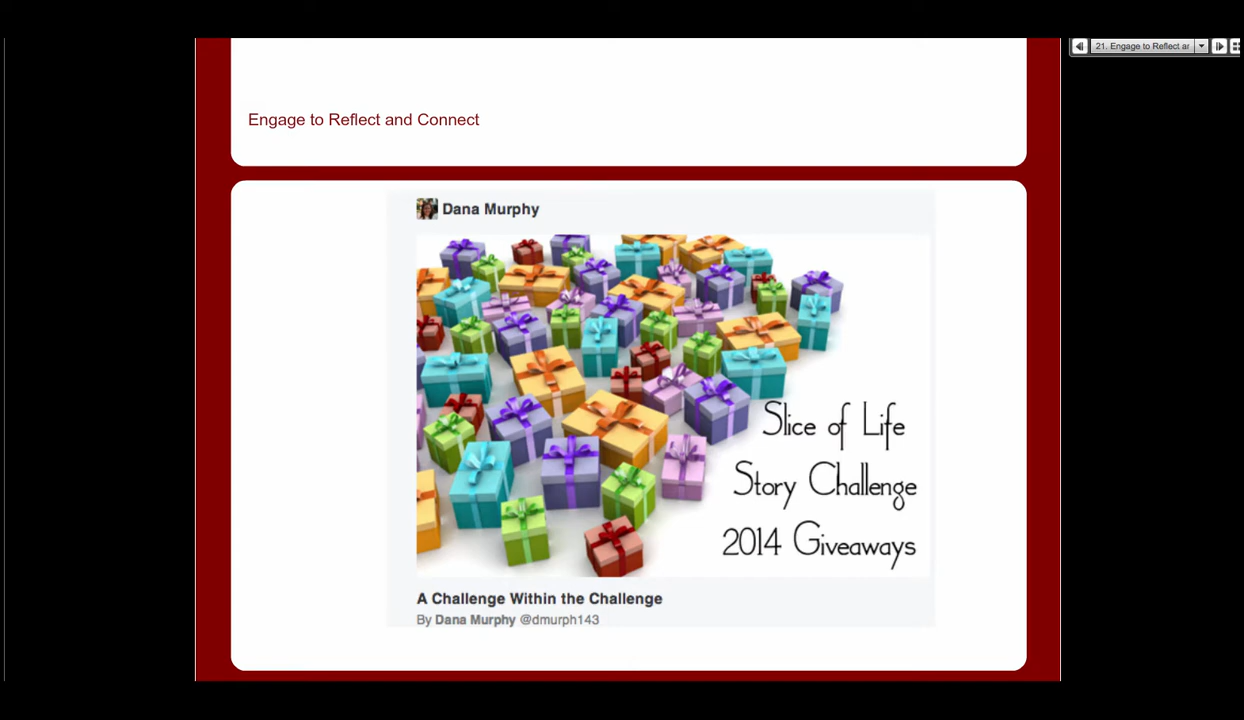 21. Engage to Reflect ar
Engage to Reflect and Connect
Dana Murphy
Slice of Life
Story Challenge
2014 Giveaways
A Challenge Within the Challenge
By Dana Murphy @dmurph143